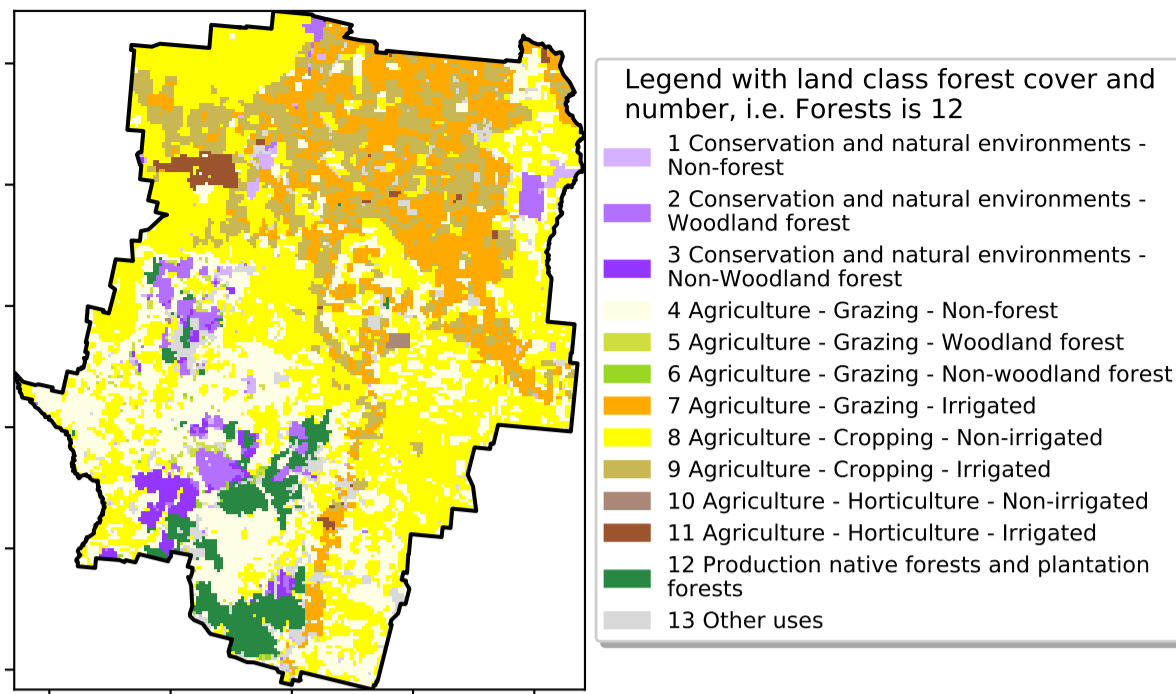 Legend with land class forest cover and
number, i.e. Forests is 12
1 Conservation and natural environments -
Non-forest
2 Conservation and natural environments -
Woodland forest
3 Conservation and natural environments -
Non-Woodland forest
4 Agriculture - Grazing - Non-forest
5 Agriculture - Grazing - Woodland forest
6 Agriculture - Grazing - Non-woodland forest
7 Agriculture - Grazing - Irrigated
8 Agriculture - Cropping - Non-irrigated
9 Agriculture - Cropping - Irrigated
10 Agriculture - Horticulture - Non-irrigated
11 Agriculture - Horticulture - Irrigated
12 Production native forests and plantation
forests
13 Other uses